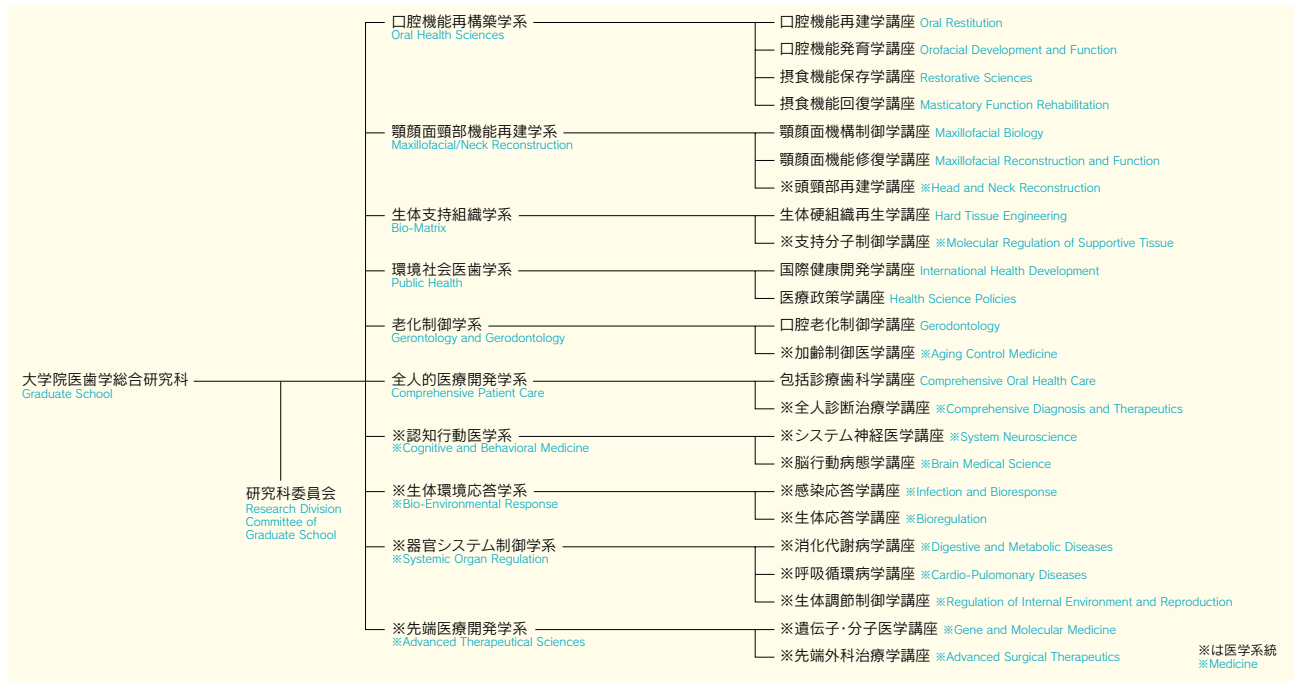 口腔機能再構築学系
Oral Health Sciences
口腔機能再建学講座 Oral Restitution
口腔機能発育学講座 Orofacial Development and Function
摂食機能保存学講座 Restorative Sciences
摂食機能回復学講座 Masticatory Function Rehabilitation
顎顔面頸部機能再建学系
Maxillofacial/Neck Reconstruction
顎顔面機構制御学講座 Maxillofacial Biology
顎顔面機能修復学講座 Maxillofacial Reconstruction and Function
※頭頸部再建学講座 ※Head and Neck Reconstruction
生体支持組織学系
Bio-Matrix
生体硬組織再生学講座 Hard Tissue Engineering
※支持分子制御学講座 ※Molecular Regulation of Supportive Tissue
環境社会医歯学系
Public Health
国際健康開発学講座 International Health Development
医療政策学講座 Health Science Policies
老化制御学系
Gerontology and Gerodontology
口腔老化制御学講座 Gerodontology
※加齢制御医学講座 ※Aging Control Medicine
大学院医歯学総合研究科
Graduate School
全人的医療開発学系
Comprehensive Patient Care
包括診療歯科学講座 Comprehensive Oral Health Care
※全人診断治療学講座 ※Comprehensive Diagnosis and Therapeutics
※認知行動医学系
※Cognitive and Behavioral Medicine
※システム神経医学講座 ※System Neuroscience
※脳行動病態学講座 ※Brain Medical Science
研究科委員会
Research Division
Committee of
Graduate School
※生体環境応答学系
※Bio-Environmental Response
※感染応答学講座 ※Infection and Bioresponse
※生体応答学講座 ※Bioregulation
※器官システム制御学系
※Systemic Organ Regulation
※消化代謝病学講座 ※Digestive and Metabolic Diseases
※呼吸循環病学講座 ※Cardio-Pulomonary Diseases
※生体調節制御学講座 ※Regulation of Internal Environment and Reproduction
※先端医療開発学系
※Advanced Therapeutical Sciences
※遺伝子・分子医学講座 ※Gene and Molecular Medicine
※先端外科治療学講座 ※Advanced Surgical Therapeutics
※は医学系統
※Medicine